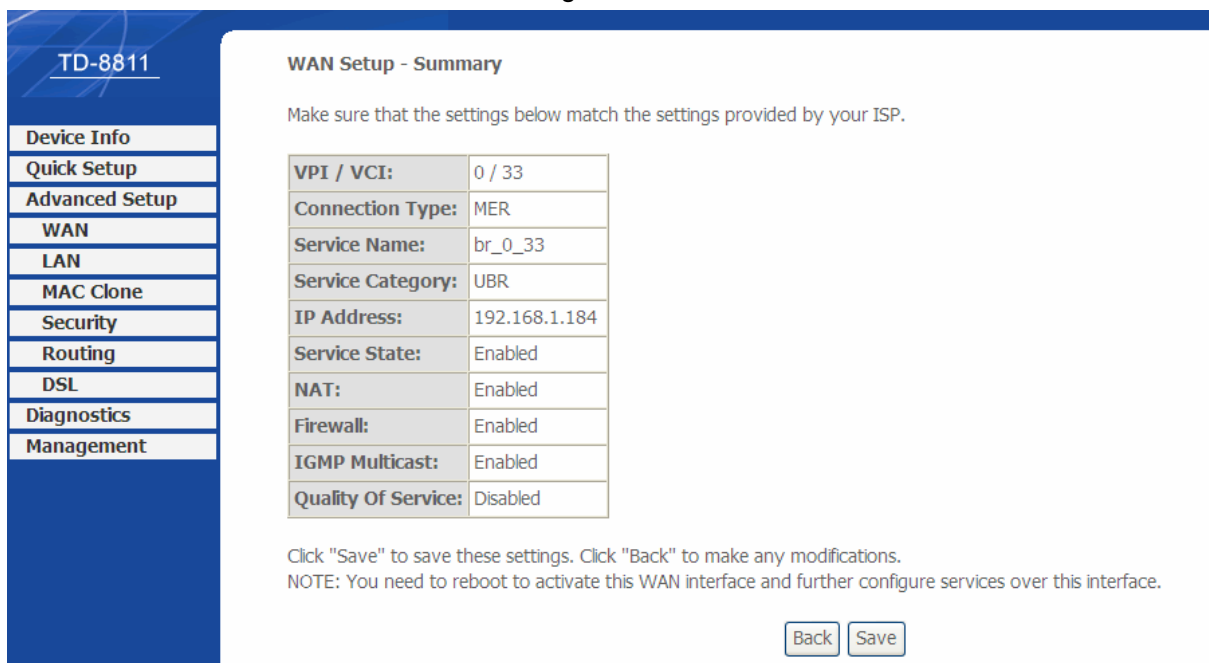 TD-8811
Device Info
Quick Setup
Advanced Setup
WAN
LAN
MAC Clone
Security
Routing
DSL
Diagnostics
Management
WAN Setup - Summary
Make sure that the settings below match the settings provided by your ISP.
VPI / VCI: 0 / 33
Connection Type: MER
Service Name: br_0_33
Service Category: UBR
IP Address: 192.168.1.184
Service State: Enabled
NAT: Enabled
Firewall: Enabled
IGMP Multicast: Enabled
Quality Of Service: Disabled
Click "Save" to save these settings. Click "Back" to make any modifications.
NOTE: You need to reboot to activate this WAN interface and further configure services over this interface.
Back Save